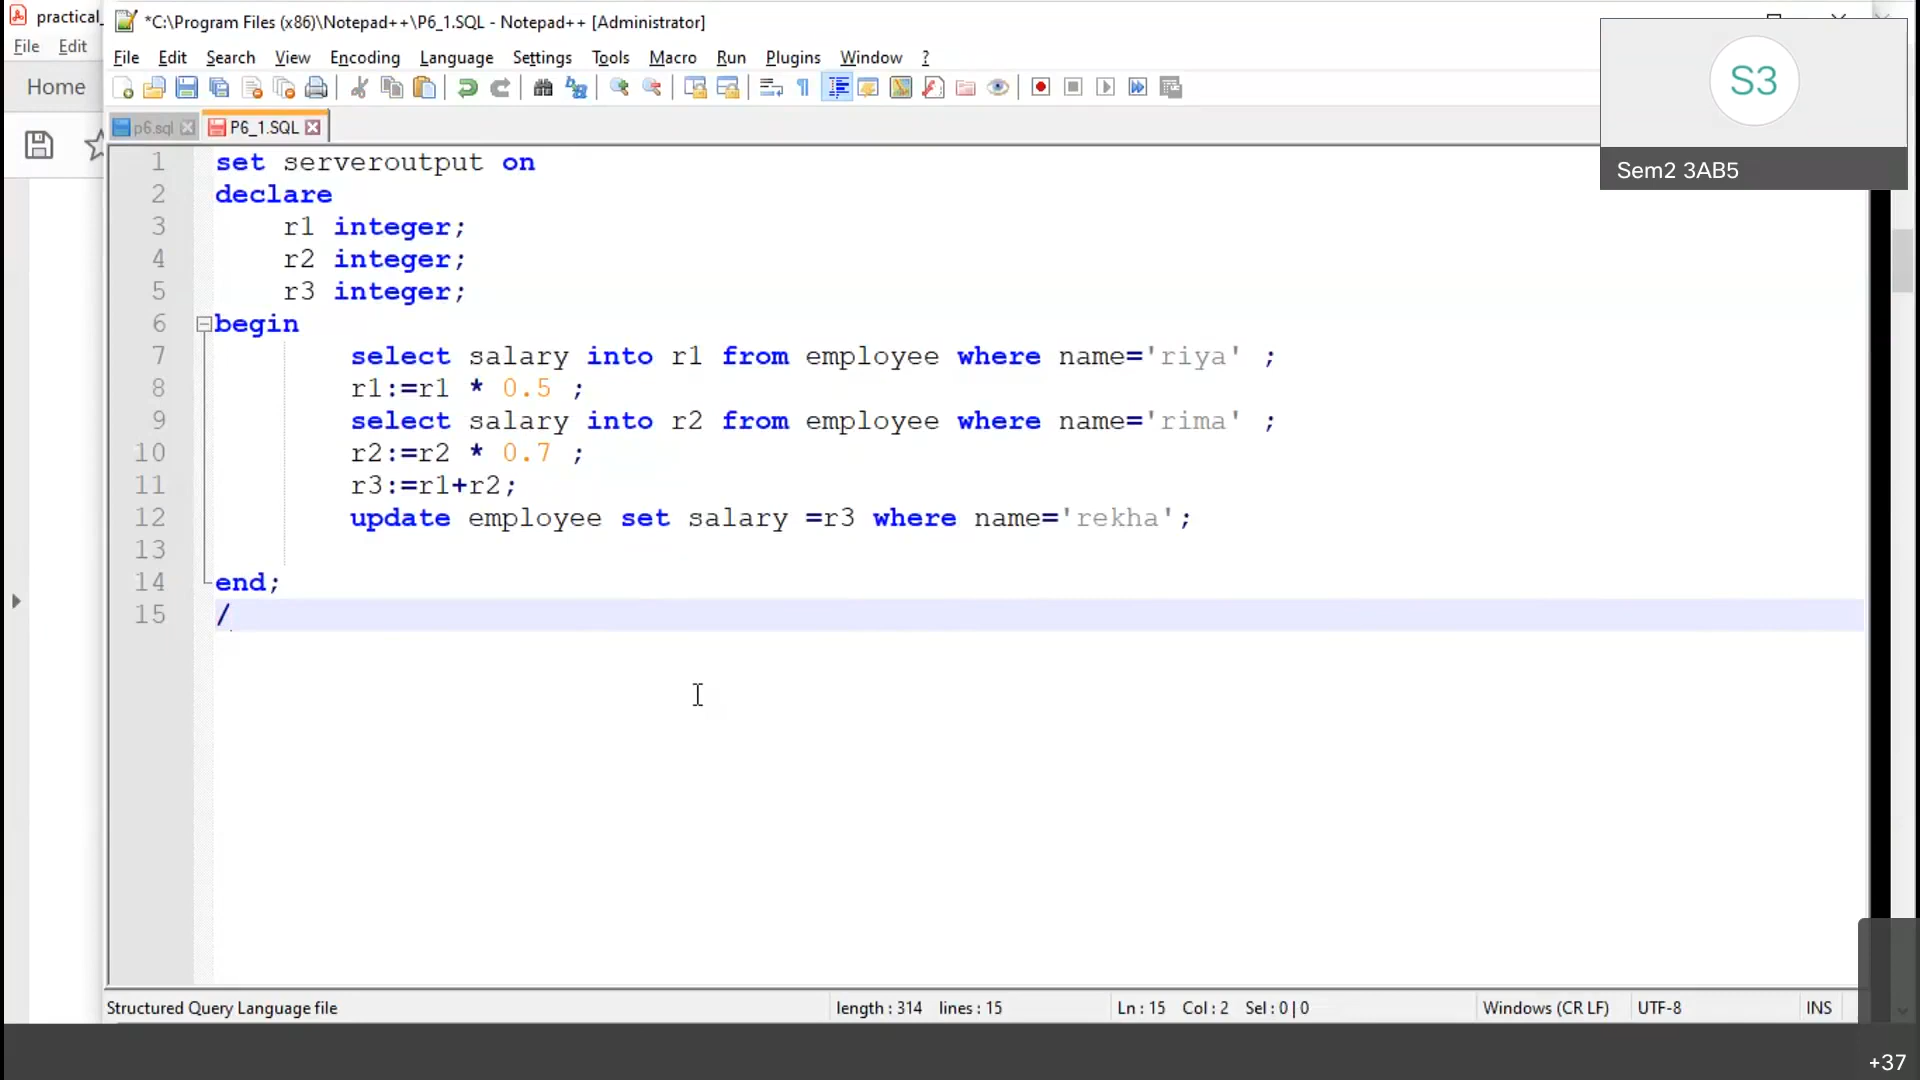 practical_
File Edit
Home
*C:\Program Files (x86)\Notepad++\P6_1.SQL - Notepad++ [Administrator]
File Edit Search View Encoding Language Settings Tools Macro Run Plugins Window ?
p6.sql P6_1.SQL
1 set serveroutput on
2 declare
3 r1 integer;
4 r2 integer;
5 r3 integer;
6 begin
7 select salary into r1 from employee where name='riya' ;
8 r1:=r1 * 0.5 ;
9 select salary into r2 from employee where name='rima' ;
10 r2:=r2 * 0.7 ;
11 r3:=r1+r2;
12 update employee set salary =r3 where name='rekha';
13
14 end;
15 /
S3
Sem2 3AB5
Structured Query Language file length : 314 lines : 15 Ln : 15 Col : 2 Sel : 0 | 0 Windows (CR LF) UTF-8 INS
+37